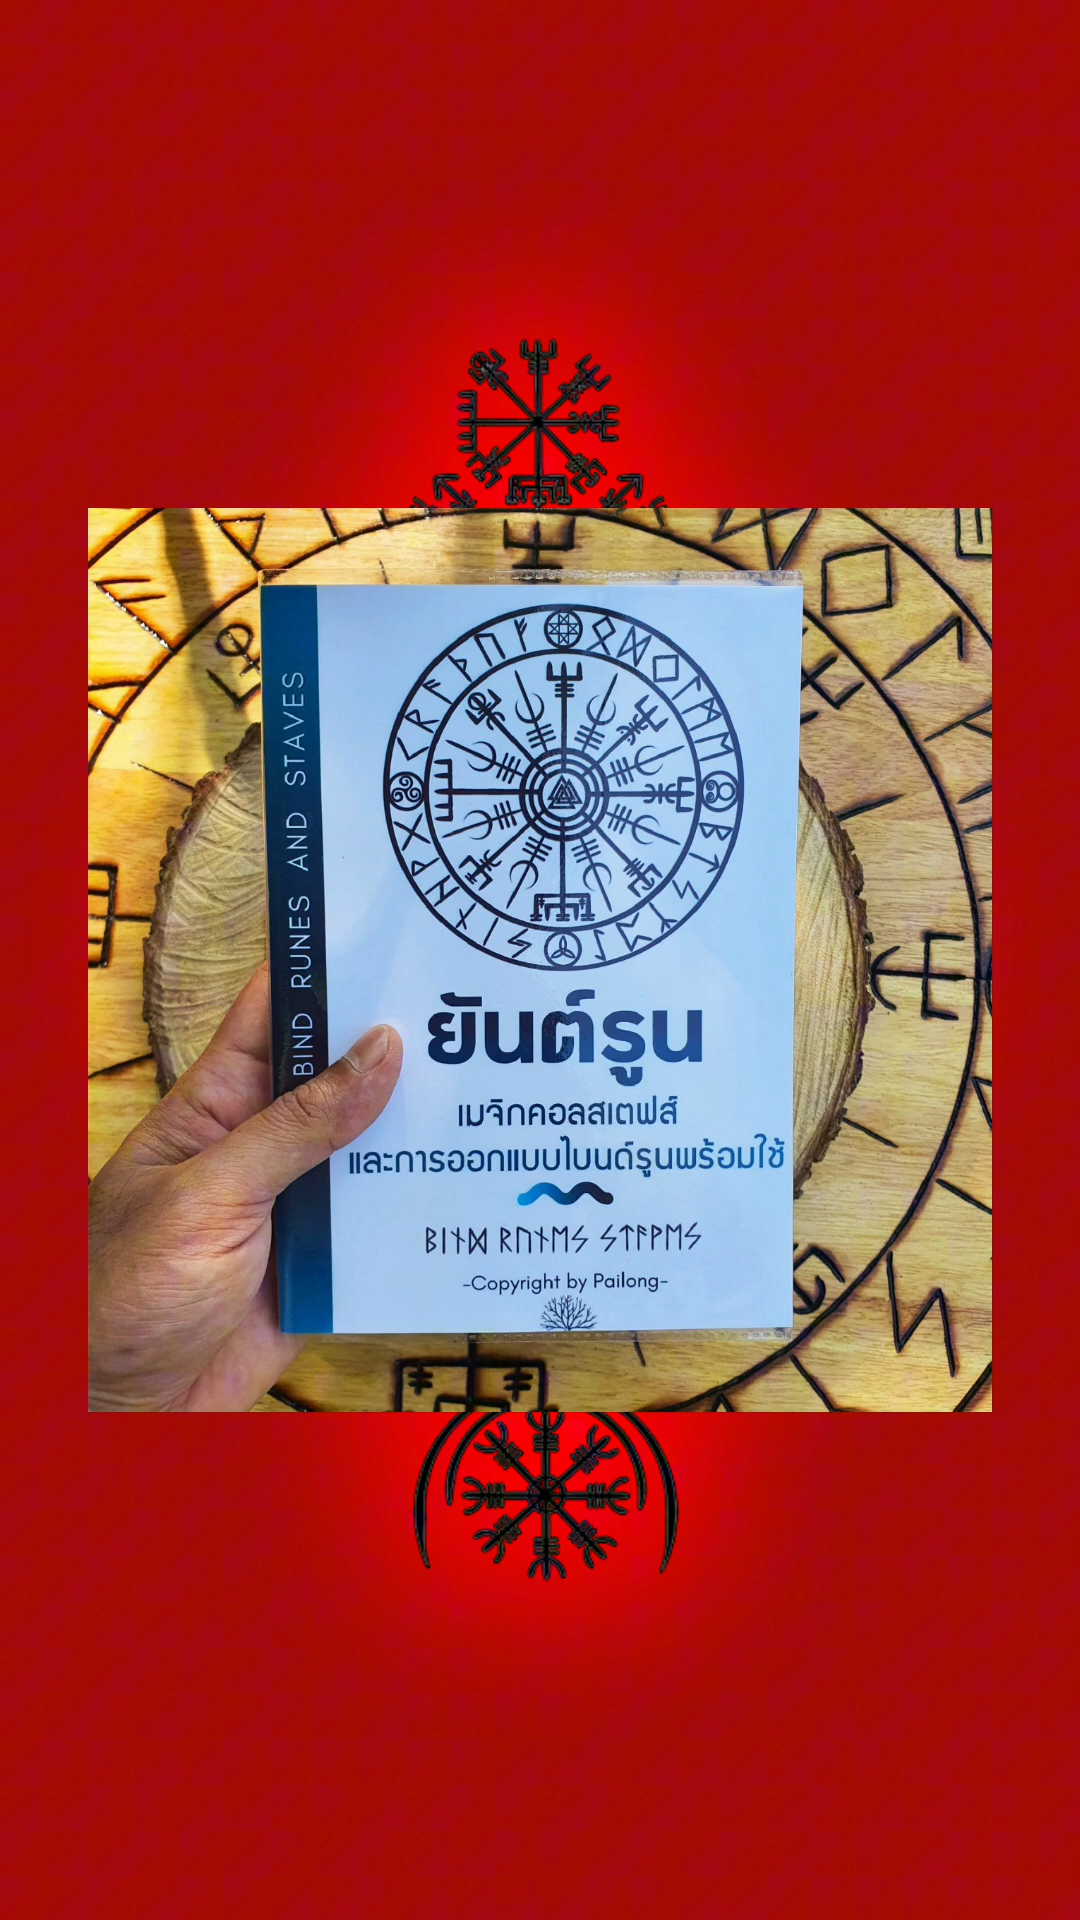 BIND RUNES AND STAVES
ยันต์รูน
เมจิกคอลสเตฟส์
และการออกแบบไบนด์รูนพร้อมใช้
ᛒᛁᚾᛞ ᚱᚢᚾᛖᛊ ᛊᛏᚨᚹᛖᛊ
-Copyright by Pailong-